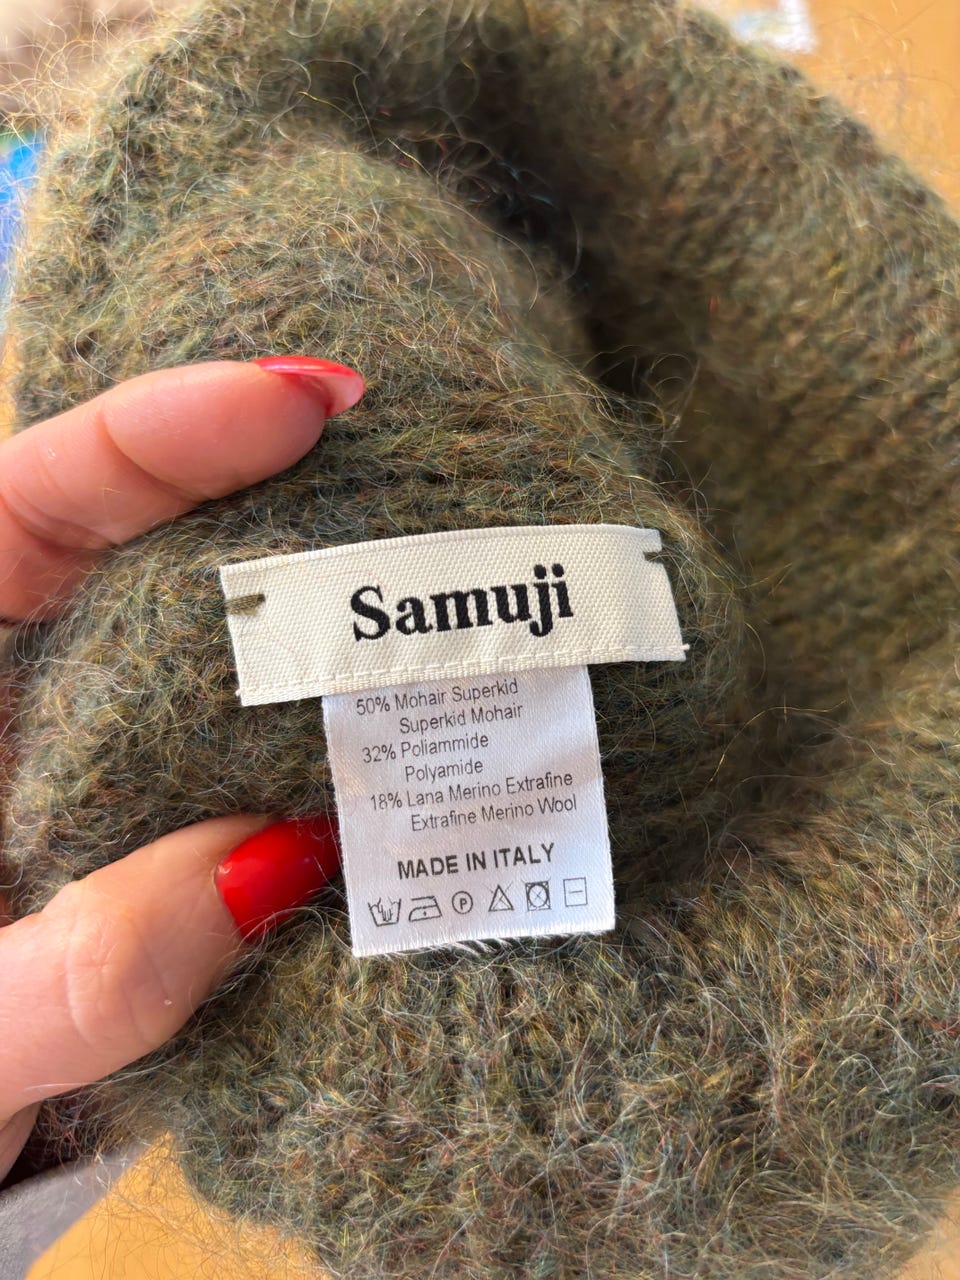 Samuji
50% Mohair Superkid
Superkid Mohair
32% Poliammide
Polyamide
18% Lana Merino Extrafine
Extrafine Merino Wool
MADE IN ITALY
P